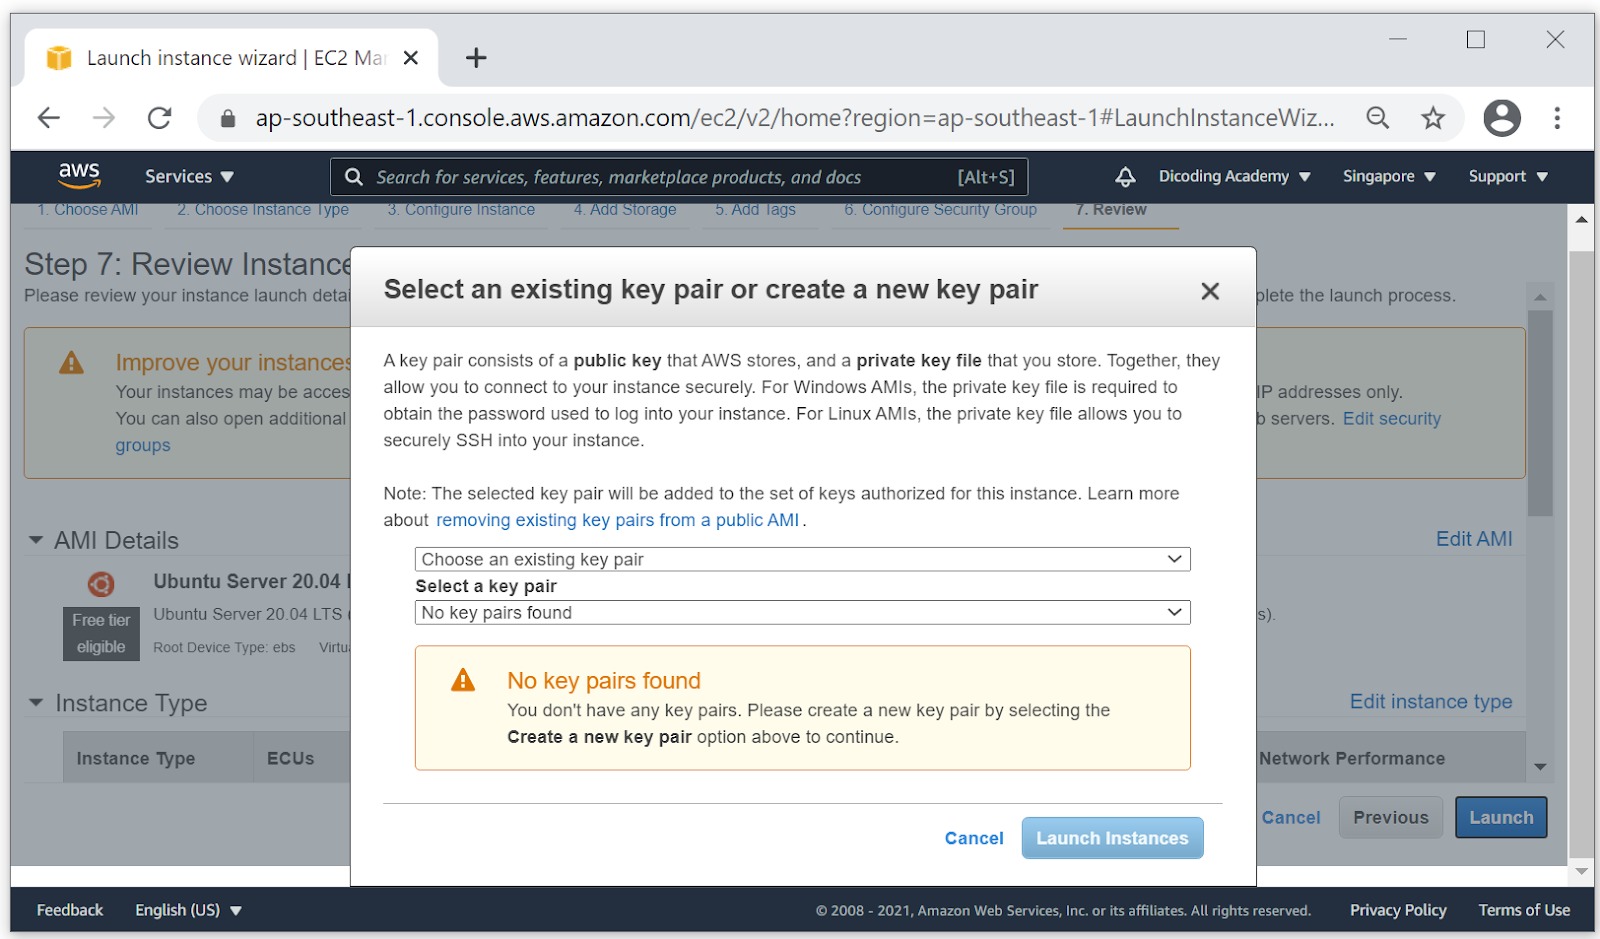 Launch instance wizard | EC2 Mar
ap-southeast-1.console.aws.amazon.com/ec2/v2/home?region=ap-southeast-1#LaunchInstanceWiz...
aws Services Search for services, features, marketplace products, and docs [Alt+S] Dicoding Academy Singapore Support
1. Choose AMI 2. Choose Instance Type 3. Configure Instance 4. Add Storage 5. Add Tags 6. Configure Security Group 7. Review
Step 7: Review Instance
Please review your instance launch detai
plete the launch process.
Improve your instances
Your instances may be acces
IP addresses only.
You can also open additional
b servers. Edit security
groups
AMI Details
Edit AMI
Ubuntu Server 20.04 L
Ubuntu Server 20.04 LTS (
s).
Free tier
eligible
Root Device Type: ebs Virtua
Instance Type
Edit instance type
Instance Type ECUs
Network Performance
Cancel Previous Launch
Select an existing key pair or create a new key pair
A key pair consists of a public key that AWS stores, and a private key file that you store. Together, they
allow you to connect to your instance securely. For Windows AMIs, the private key file is required to
obtain the password used to log into your instance. For Linux AMIs, the private key file allows you to
securely SSH into your instance.
Note: The selected key pair will be added to the set of keys authorized for this instance. Learn more
about removing existing key pairs from a public AMI.
Choose an existing key pair
Select a key pair
No key pairs found
No key pairs found
You don't have any key pairs. Please create a new key pair by selecting the
Create a new key pair option above to continue.
Cancel Launch Instances
Feedback English (US) © 2008 - 2021, Amazon Web Services, Inc. or its affiliates. All rights reserved. Privacy Policy Terms of Use